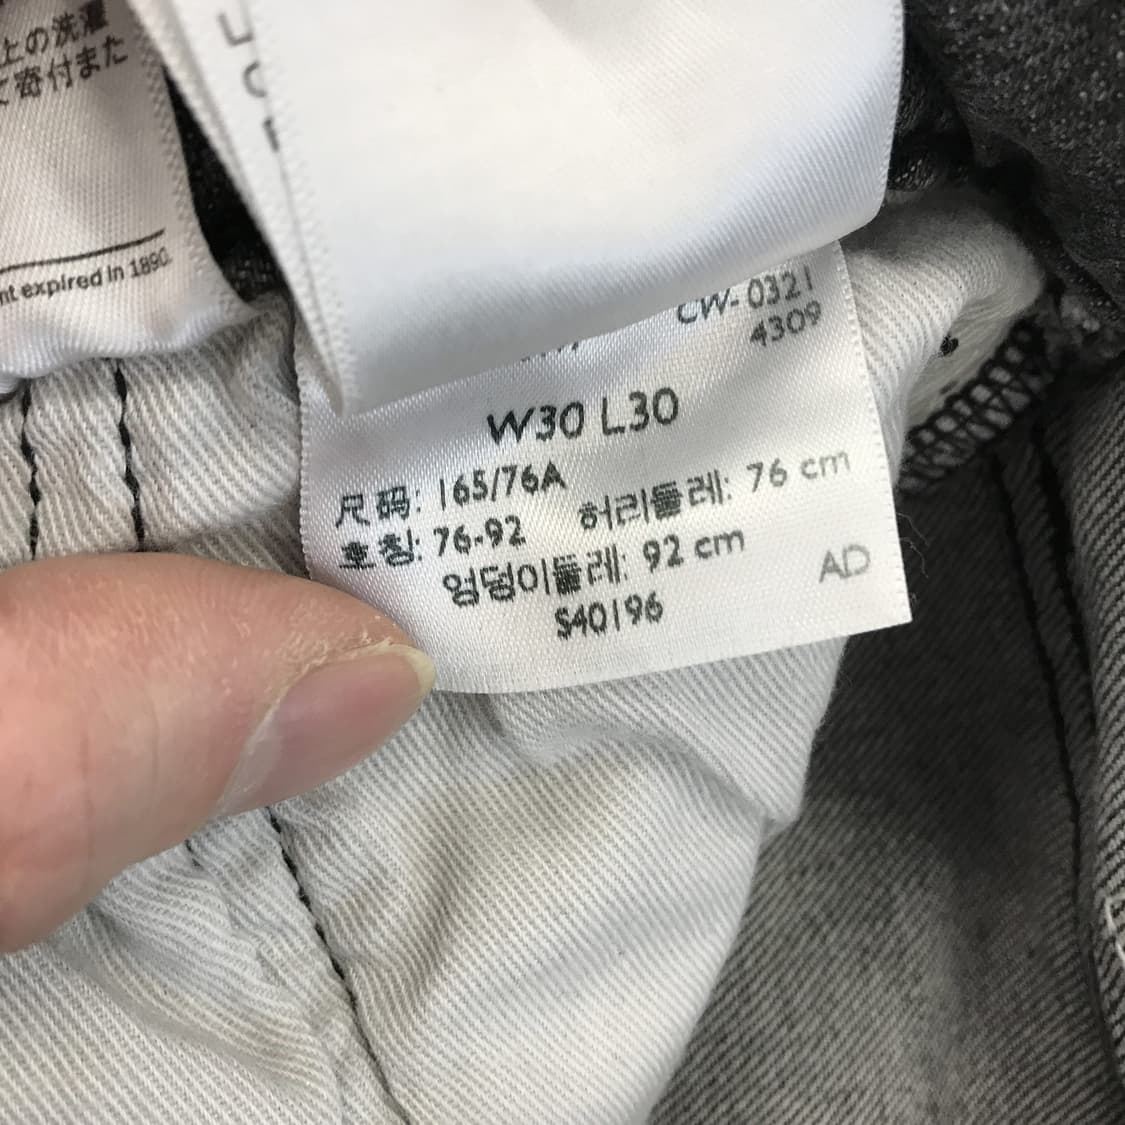 上の洗濯
て寄付また
nt expired in 1890.
CW- 0321
4309
W30 L30
尺码: 165/76A
호칭: 76-92 허리둘레: 76 cm
엉덩이둘레: 92 cm
S40196
AD